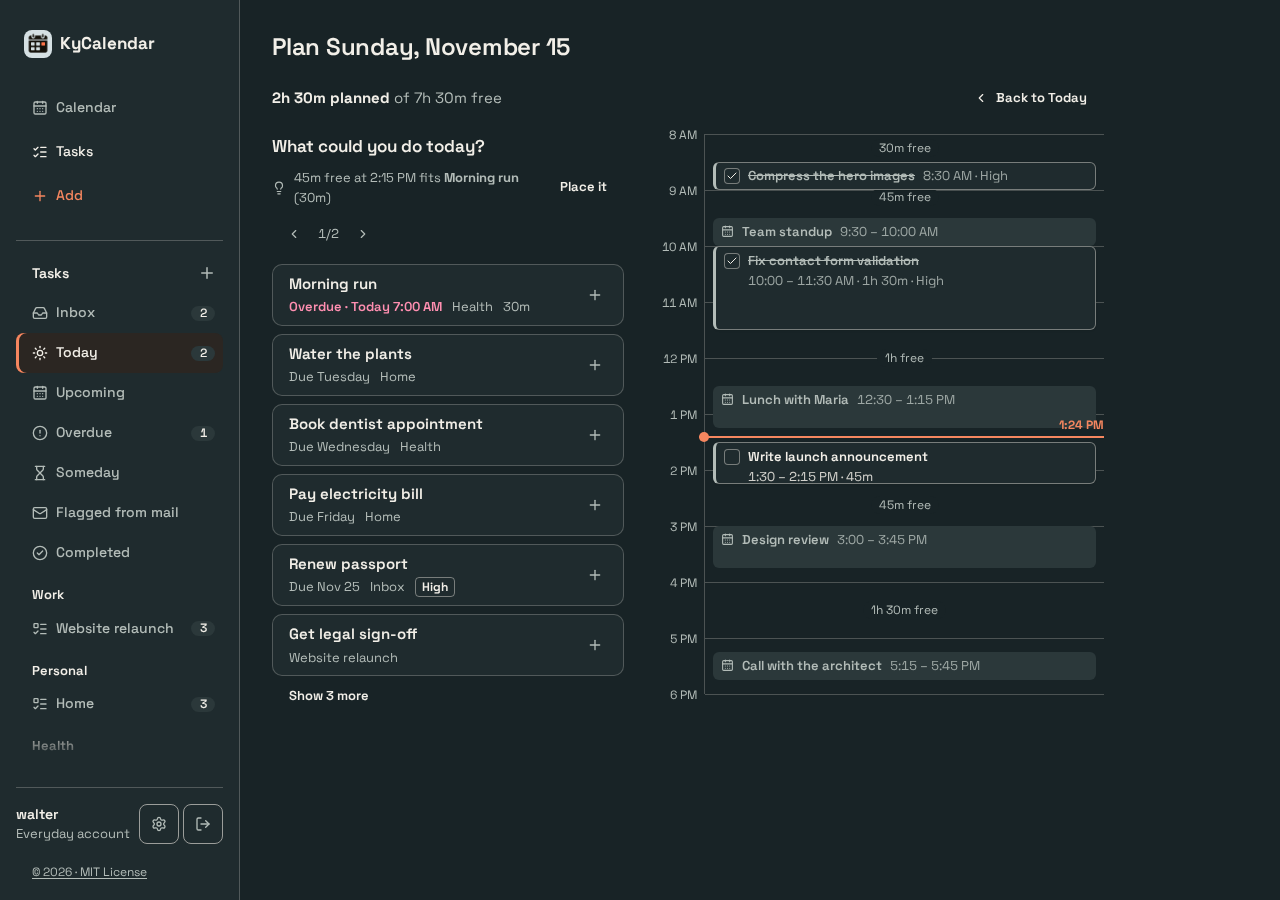 KyCalendar
Calendar
Tasks
Add
Tasks
Inbox 2
Today 2
Upcoming
Overdue 1
Someday
Flagged from mail
Completed
Work
Website relaunch 3
Personal
Home 3
Health
walter
Everyday account
© 2026 · MIT License
Plan Sunday, November 15
2h 30m planned of 7h 30m free
Back to Today
What could you do today?
45m free at 2:15 PM fits Morning run
(30m)
Place it
1/2
Morning run
Overdue · Today 7:00 AM Health 30m
Water the plants
Due Tuesday Home
Book dentist appointment
Due Wednesday Health
Pay electricity bill
Due Friday Home
Renew passport
Due Nov 25 Inbox High
Get legal sign-off
Website relaunch
Show 3 more
8 AM
30m free
Compress the hero images 8:30 AM · High
9 AM
45m free
Team standup 9:30 – 10:00 AM
10 AM
Fix contact form validation
10:00 – 11:30 AM · 1h 30m · High
11 AM
12 PM
1h free
Lunch with Maria 12:30 – 1:15 PM
1 PM
1:24 PM
Write launch announcement
1:30 – 2:15 PM · 45m
2 PM
45m free
3 PM
Design review 3:00 – 3:45 PM
4 PM
1h 30m free
5 PM
Call with the architect 5:15 – 5:45 PM
6 PM